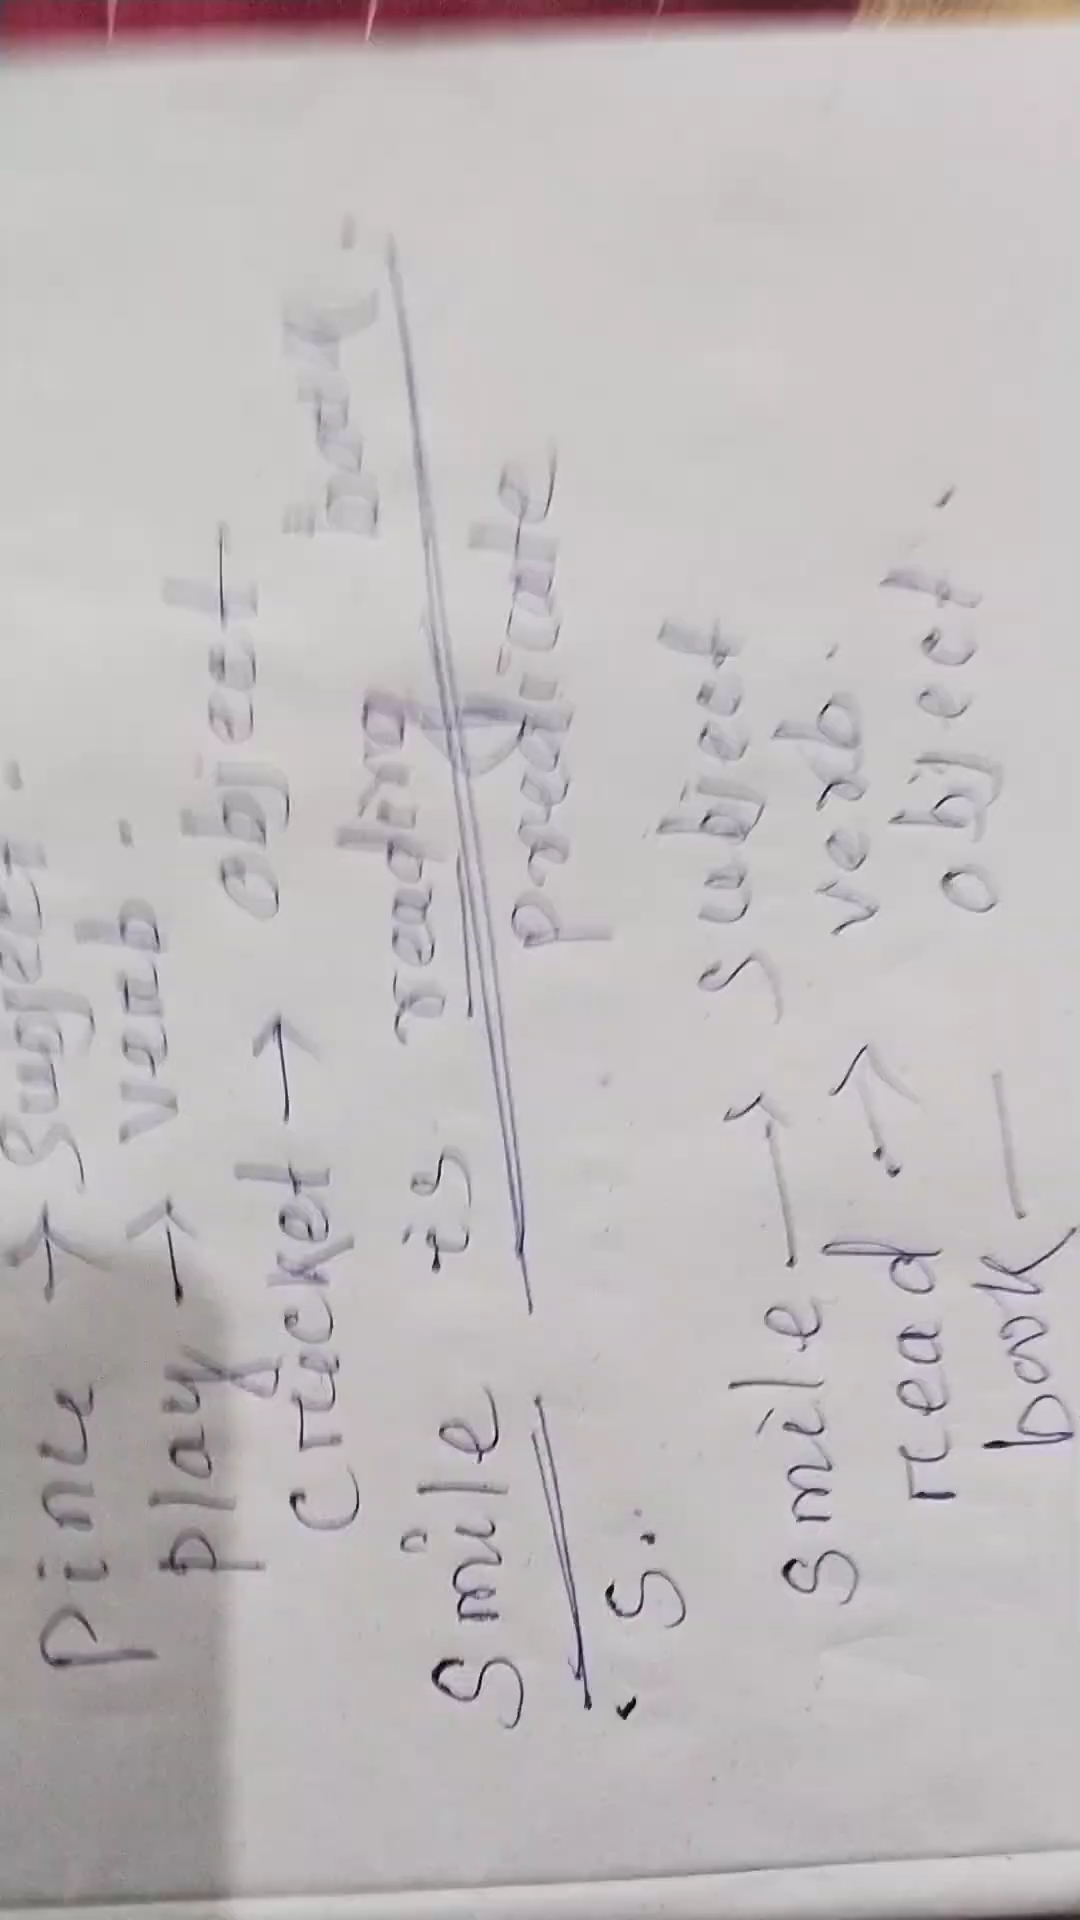 pinu → Subject.
play → verb.
Cricket → object
Smile is reading book.
S. predicate
Smile → Subject
read → verb.
book — object.